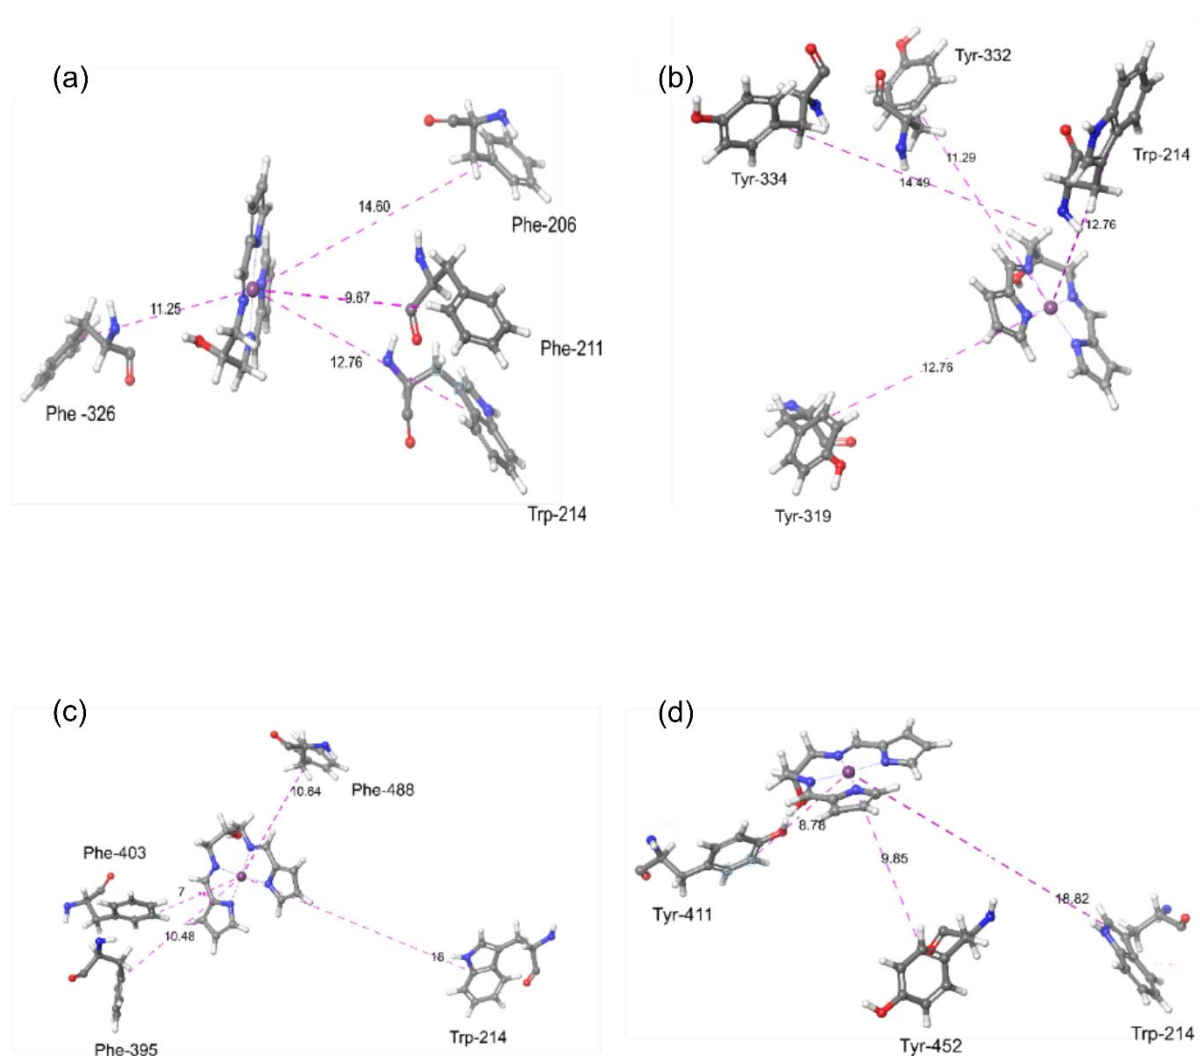 (a)
14.60
Phe-206
11.25
9.67
Phe-211
12.76
Phe -326
Trp-214
(b)
Tyr-332
Trp-214
11.29
Tyr-334
14.49
12.76
12.76
Tyr-319
(c)
10.64
Phe-488
Phe-403
7
10.48
18
Trp-214
Phe-395
(d)
8.78
9.85
Tyr-411
18.82
Trp-214
Tyr-452